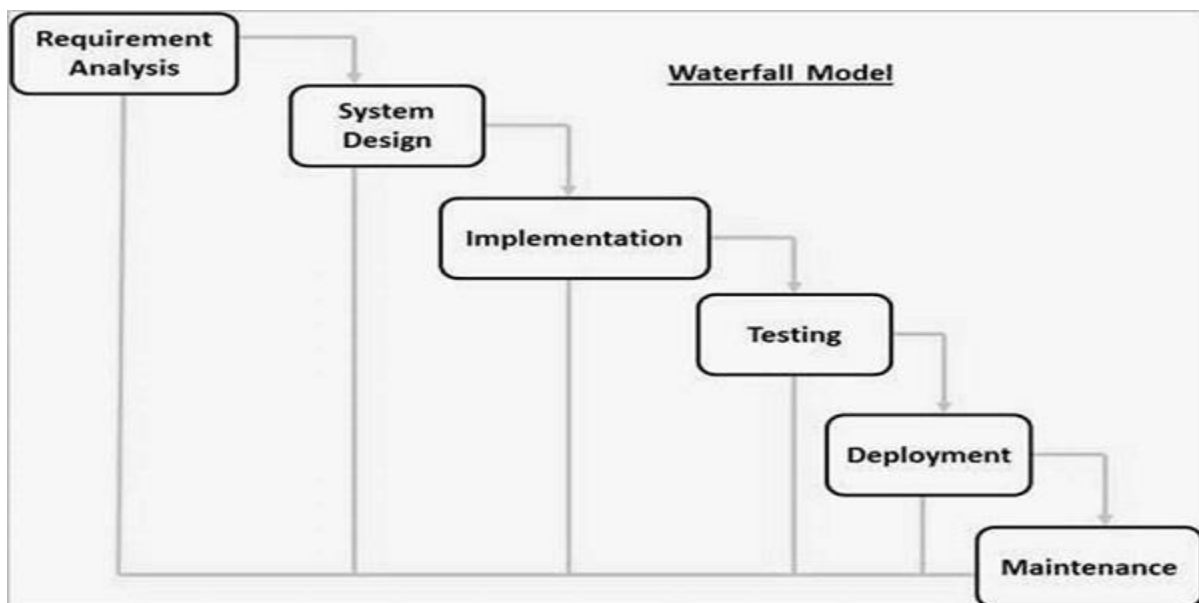 Requirement
Analysis
Waterfall Model
System
Design
Implementation
Testing
Deployment
Maintenance